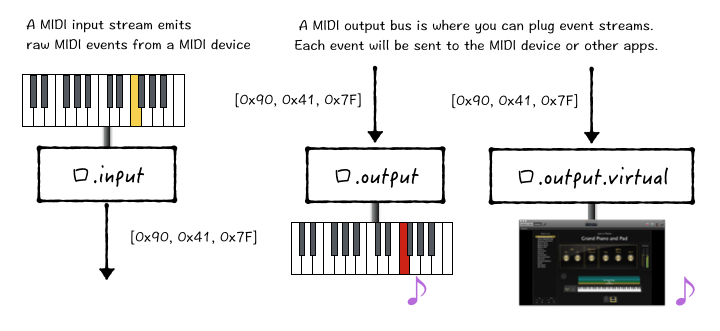 A MIDI input stream emits
raw MIDI events from a MIDI device
A MIDI output bus is where you can plug event streams.
Each event will be sent to the MIDI device or other apps.
[0x90, 0x41, 0x7F]
[0x90, 0x41, 0x7F]
.input
.output
.output.virtual
[0x90, 0x41, 0x7F]
Grand Piano and Pad